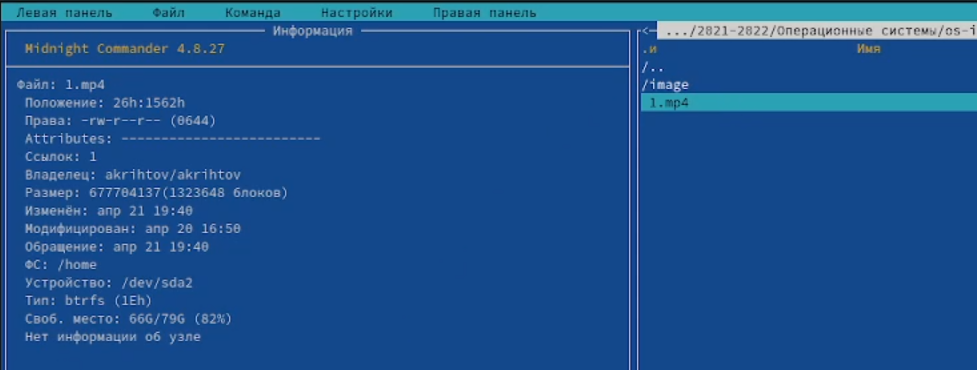 Левая панель Файл Команда Настройки Правая панель
Информация
Midnight Commander 4.8.27
Файл: 1.mp4
Положение: 26h:1562h
Права: -rw-r--r-- (0644)
Attributes: -------------------------
Ссылок: 1
Владелец: akrihtov/akrihtov
Размер: 677704137(1323648 блоков)
Изменён: апр 21 19:40
Модифицирован: апр 20 16:50
Обращение: апр 21 19:40
ФС: /home
Устройство: /dev/sda2
Тип: btrfs (1Eh)
Своб. место: 66G/79G (82%)
Нет информации об узле
<— .../2021-2022/Операционные системы/os-i
.и Имя
/..
/image
1.mp4